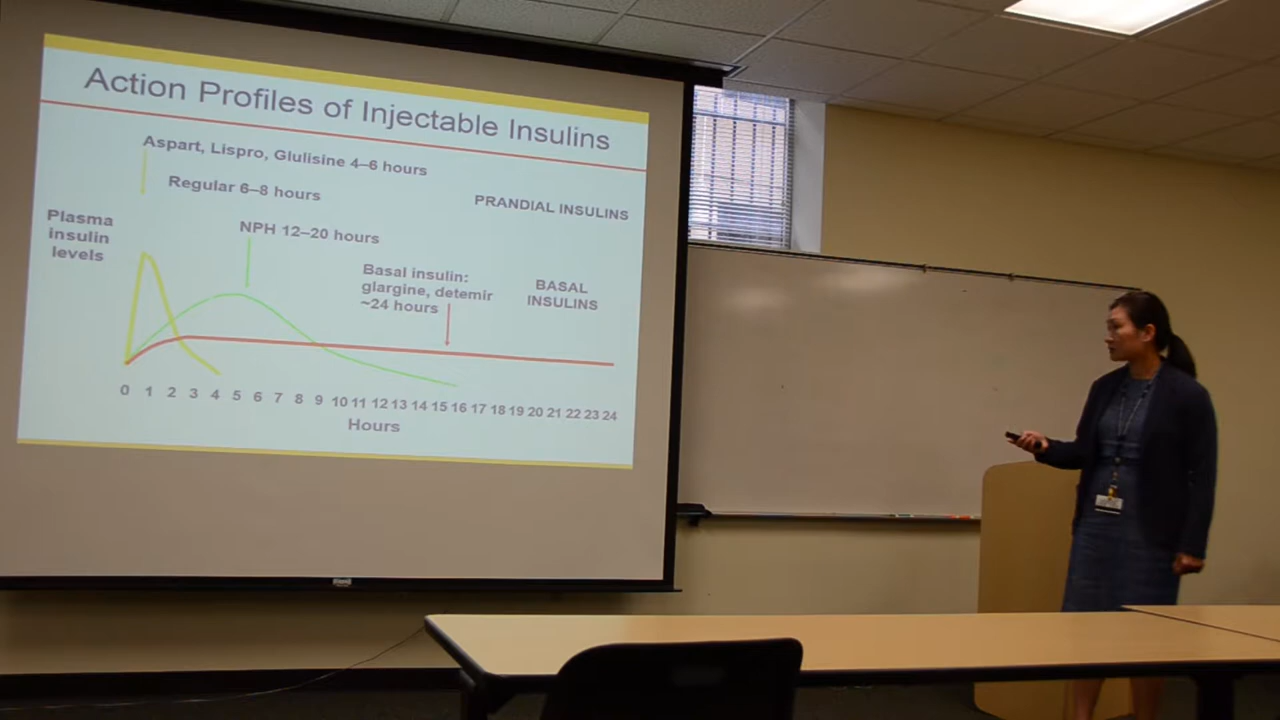 Action Profiles of Injectable Insulins
Aspart, Lispro, Glulisine 4–6 hours
Regular 6–8 hours
PRANDIAL INSULINS
Plasma
insulin
levels
NPH 12–20 hours
Basal insulin:
glargine, detemir
~24 hours
BASAL
INSULINS
0 1 2 3 4 5 6 7 8 9 10 11 12 13 14 15 16 17 18 19 20 21 22 23 24
Hours